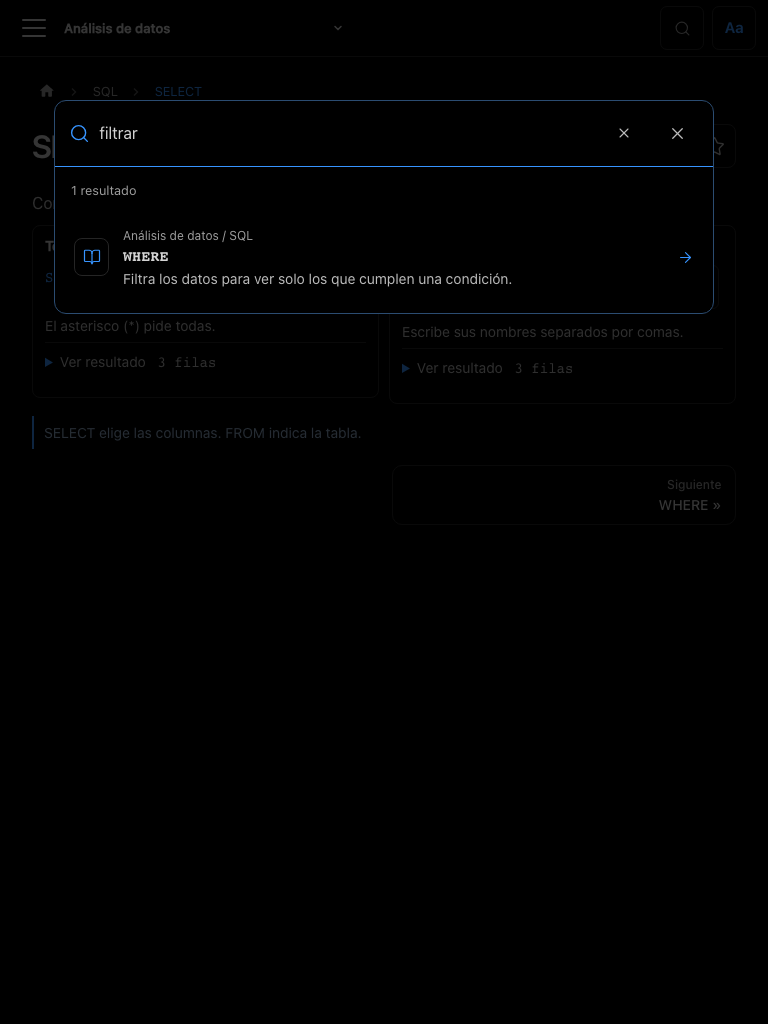 Análisis de datos
Aa
SQL
SELECT
filtrar
1 resultado
Análisis de datos / SQL
WHERE
Filtra los datos para ver solo los que cumplen una condición.
El asterisco (*) pide todas.
Ver resultado 3 filas
Escribe sus nombres separados por comas.
Ver resultado 3 filas
SELECT elige las columnas. FROM indica la tabla.
Siguiente
WHERE »